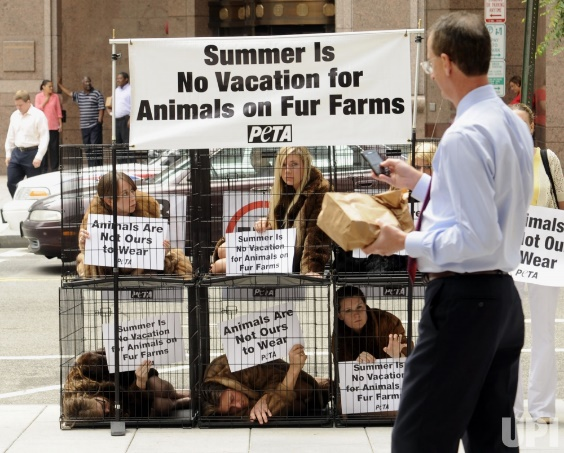 Summer Is
No Vacation for
Animals on Fur Farms
PETA
Animals Are
Not Ours
to Wear
PETA
Summer Is
No Vacation for
Animals on Fur Farms
PETA
Animals
Not Ou
to We
PETA
PETA
PETA
Summer Is
No Vacation for
Animals on Fur Farms
PETA
Animals Are
Not Ours
to Wear
PETA
Summer Is
No Vacation for
Animals on Fur Farms
PETA
UPI